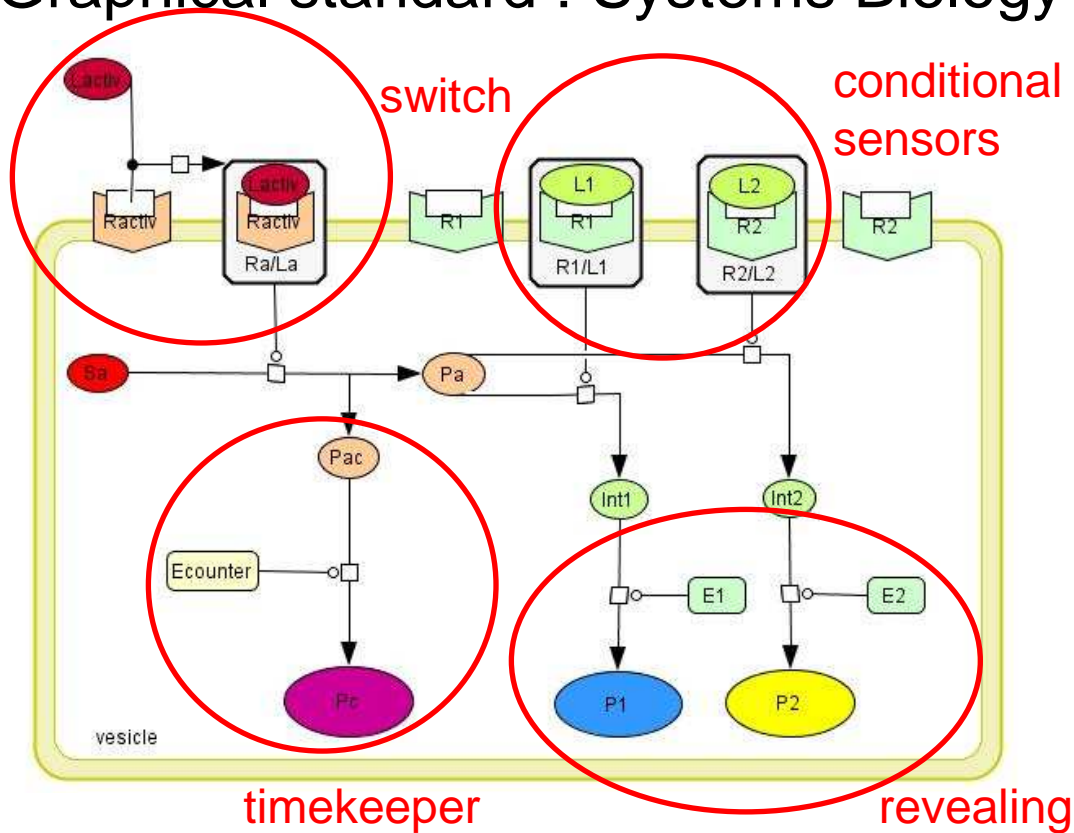 Graphical standard : Systems Biology
switch
conditional
sensors
Lactiv
Lactiv
L1
L2
Ractiv
Ractiv
R1
R1
R2
R2
Ra/La
R1/L1
R2/L2
Ba
Pa
Pac
Int1
Int2
Ecounter
E1
E2
Pc
P1
P2
vesicle
timekeeper
revealing